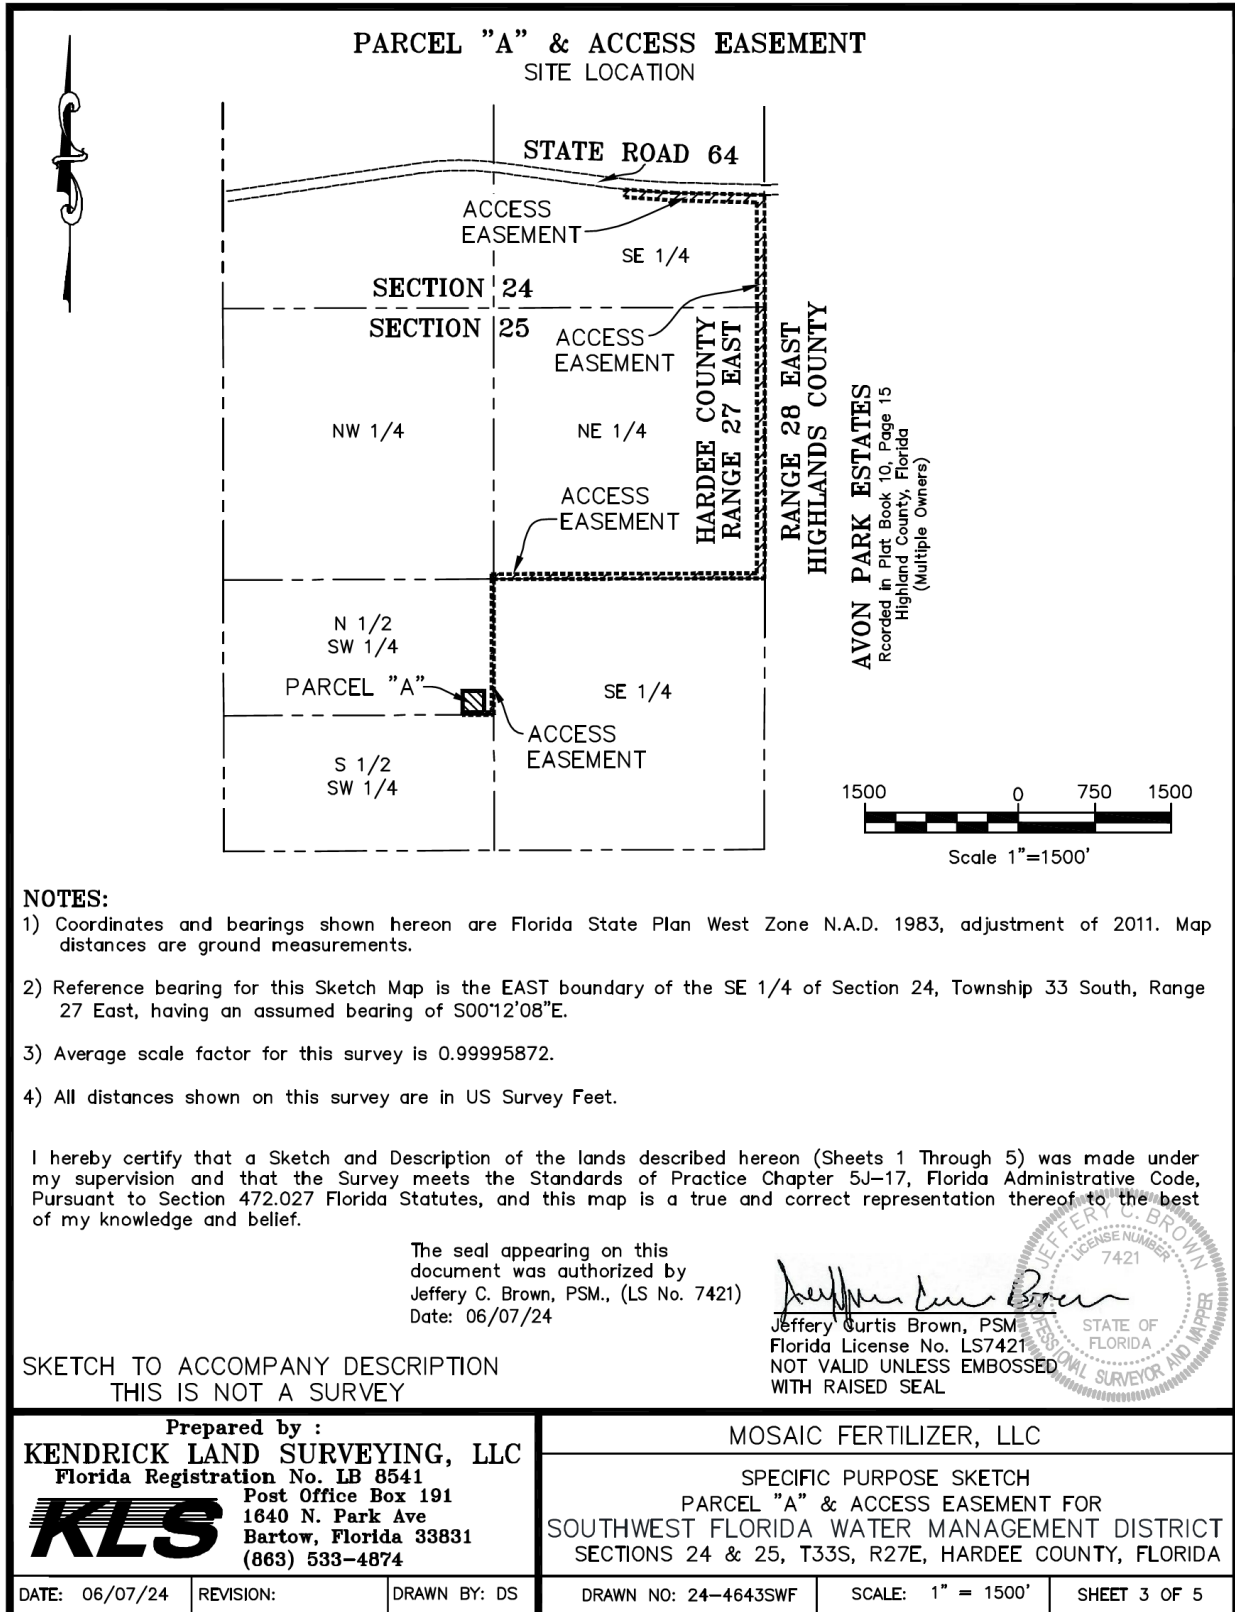 PARCEL "A" & ACCESS EASEMENT
SITE LOCATION
STATE ROAD 64
ACCESS
EASEMENT
SE 1/4
SECTION 24
SECTION 25
ACCESS
EASEMENT
HARDEE COUNTY
RANGE 27 EAST
RANGE 28 EAST
HIGHLANDS COUNTY
AVON PARK ESTATES
Rcorded in Plat Book 10, Page 15
Highland County, Florida
(Multiple Owners)
NW 1/4
NE 1/4
ACCESS
EASEMENT
N 1/2
SW 1/4
PARCEL "A"
SE 1/4
ACCESS
EASEMENT
S 1/2
SW 1/4
1500 0 750 1500
Scale 1"=1500'
NOTES:
1) Coordinates and bearings shown hereon are Florida State Plan West Zone N.A.D. 1983, adjustment of 2011. Map
distances are ground measurements.
2) Reference bearing for this Sketch Map is the EAST boundary of the SE 1/4 of Section 24, Township 33 South, Range
27 East, having an assumed bearing of S00°12'08"E.
3) Average scale factor for this survey is 0.99995872.
4) All distances shown on this survey are in US Survey Feet.
I hereby certify that a Sketch and Description of the lands described hereon (Sheets 1 Through 5) was made under
my supervision and that the Survey meets the Standards of Practice Chapter 5J-17, Florida Administrative Code,
Pursuant to Section 472.027 Florida Statutes, and this map is a true and correct representation thereof to the best
of my knowledge and belief.
The seal appearing on this
document was authorized by
Jeffery C. Brown, PSM., (LS No. 7421)
Date: 06/07/24
JEFFERY C. BROWN
LICENSE NUMBER
7421
STATE OF
FLORIDA
PROFESSIONAL SURVEYOR AND MAPPER
Jeffery Curtis Brown, PSM
Florida License No. LS7421
NOT VALID UNLESS EMBOSSED
WITH RAISED SEAL
SKETCH TO ACCOMPANY DESCRIPTION
THIS IS NOT A SURVEY
Prepared by :
KENDRICK LAND SURVEYING, LLC
Florida Registration No. LB 8541
KLS
Post Office Box 191
1640 N. Park Ave
Bartow, Florida 33831
(863) 533-4874
DATE: 06/07/24 REVISION: DRAWN BY: DS
MOSAIC FERTILIZER, LLC
SPECIFIC PURPOSE SKETCH
PARCEL "A" & ACCESS EASEMENT FOR
SOUTHWEST FLORIDA WATER MANAGEMENT DISTRICT
SECTIONS 24 & 25, T33S, R27E, HARDEE COUNTY, FLORIDA
DRAWN NO: 24-4643SWF SCALE: 1" = 1500' SHEET 3 OF 5